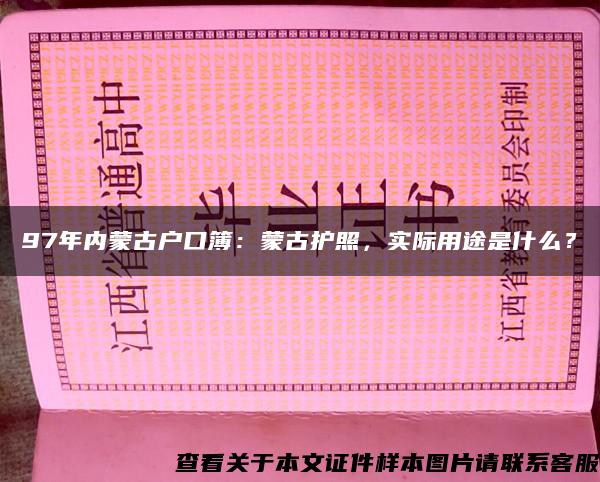 江西省普通高中
毕业证书
江西省教育委员会印制
97年内蒙古户口簿：蒙古护照，实际用途是什么？
查看关于本文证件样本图片请联系客服